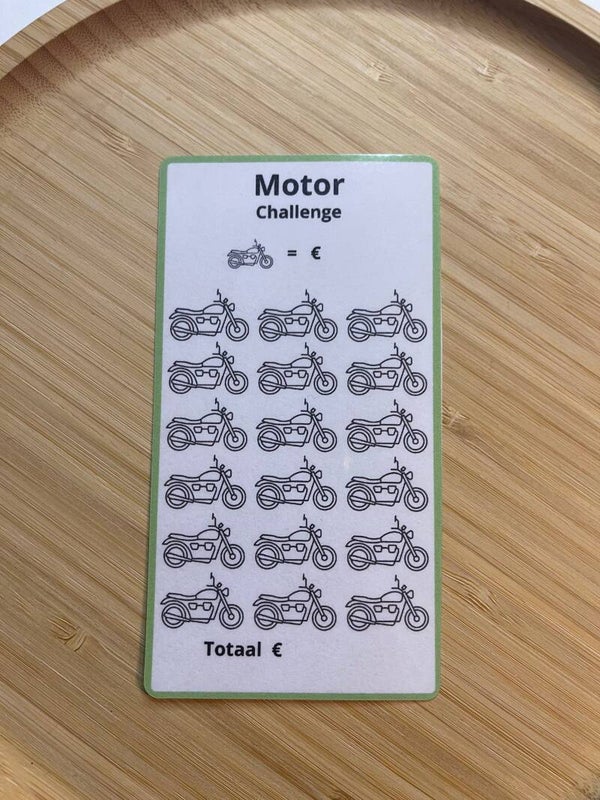 Motor
Challenge
= €
Totaal €